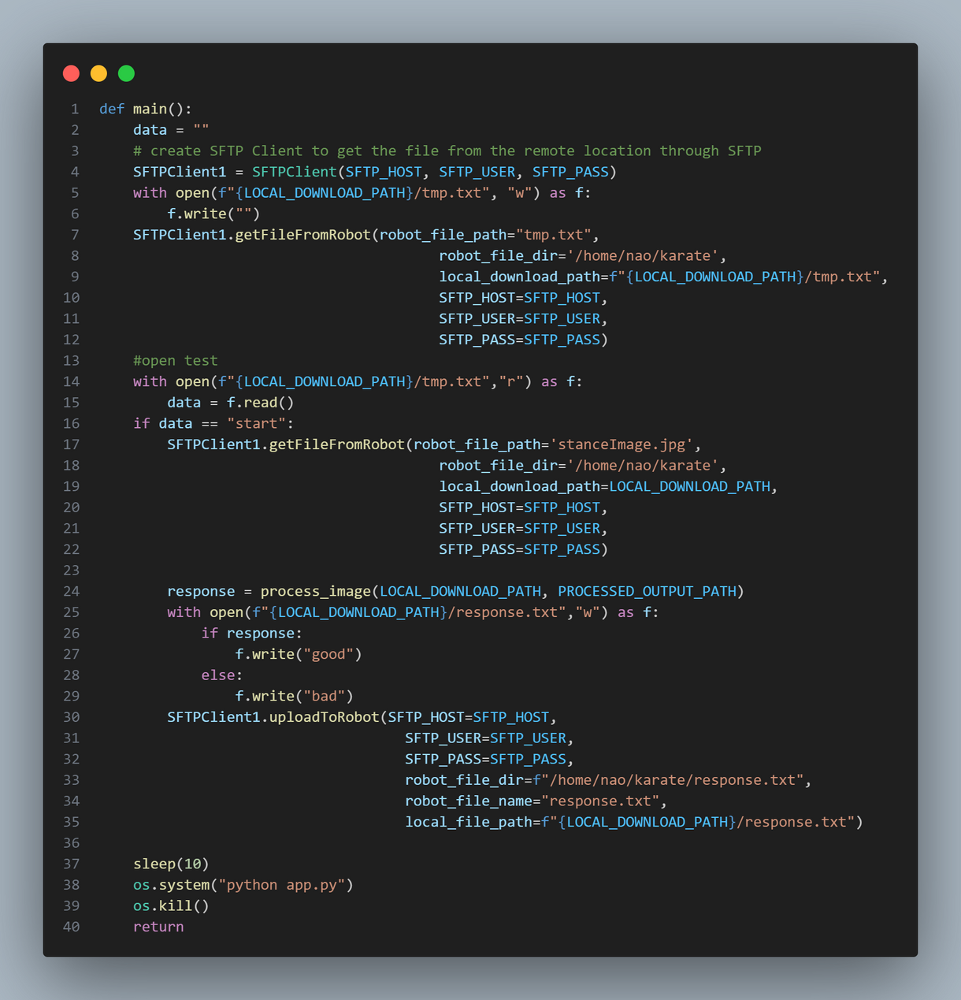 1 def main():
2     data = ""
3     # create SFTP Client to get the file from the remote location through SFTP
4     SFTPClient1 = SFTPClient(SFTP_HOST, SFTP_USER, SFTP_PASS)
5     with open(f"{LOCAL_DOWNLOAD_PATH}/tmp.txt", "w") as f:
6         f.write("")
7     SFTPClient1.getFileFromRobot(robot_file_path="tmp.txt",
8                                         robot_file_dir='/home/nao/karate',
9                                         local_download_path=f"{LOCAL_DOWNLOAD_PATH}/tmp.txt",
10                                         SFTP_HOST=SFTP_HOST,
11                                         SFTP_USER=SFTP_USER,
12                                         SFTP_PASS=SFTP_PASS)
13     #open test
14     with open(f"{LOCAL_DOWNLOAD_PATH}/tmp.txt","r") as f:
15         data = f.read()
16     if data == "start":
17         SFTPClient1.getFileFromRobot(robot_file_path='stanceImage.jpg',
18                                         robot_file_dir='/home/nao/karate',
19                                         local_download_path=LOCAL_DOWNLOAD_PATH,
20                                         SFTP_HOST=SFTP_HOST,
21                                         SFTP_USER=SFTP_USER,
22                                         SFTP_PASS=SFTP_PASS)
23
24         response = process_image(LOCAL_DOWNLOAD_PATH, PROCESSED_OUTPUT_PATH)
25         with open(f"{LOCAL_DOWNLOAD_PATH}/response.txt","w") as f:
26             if response:
27                 f.write("good")
28             else:
29                 f.write("bad")
30         SFTPClient1.uploadToRobot(SFTP_HOST=SFTP_HOST,
31                                     SFTP_USER=SFTP_USER,
32                                     SFTP_PASS=SFTP_PASS,
33                                     robot_file_dir=f"/home/nao/karate/response.txt",
34                                     robot_file_name="response.txt",
35                                     local_file_path=f"{LOCAL_DOWNLOAD_PATH}/response.txt")
36
37     sleep(10)
38     os.system("python app.py")
39     os.kill()
40     return